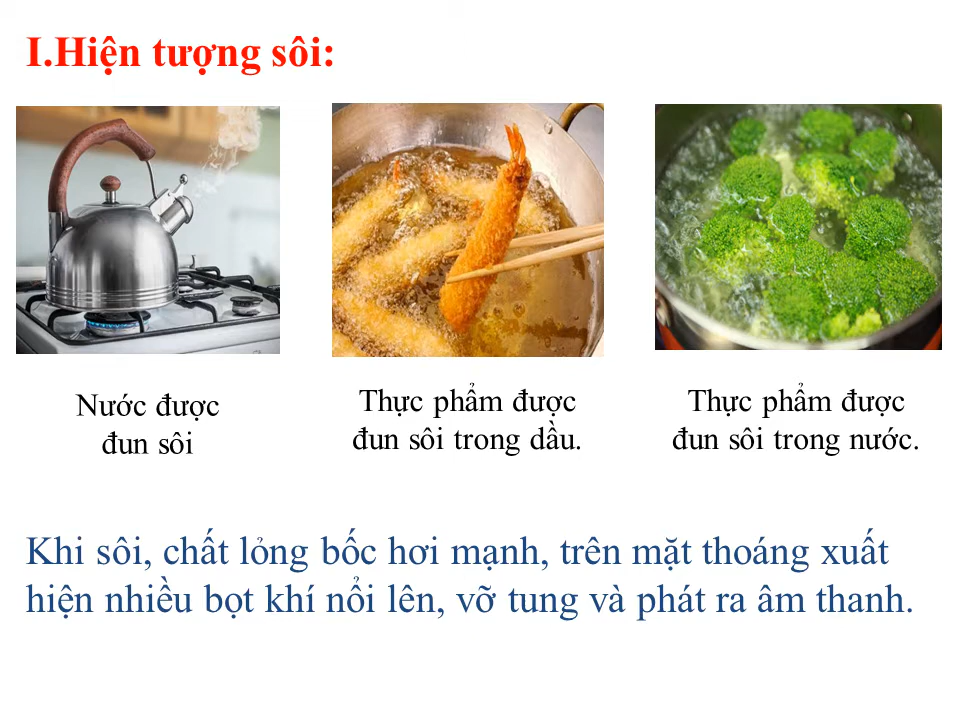 I.Hiện tượng sôi:
Nước được
đun sôi
Thực phẩm được
đun sôi trong dầu.
Thực phẩm được
đun sôi trong nước.
Khi sôi, chất lỏng bốc hơi mạnh, trên mặt thoáng xuất
hiện nhiều bọt khí nổi lên, vỡ tung và phát ra âm thanh.